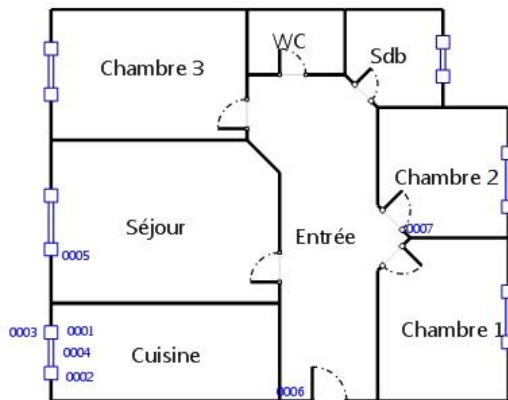 WC
Sdb
Chambre 3
Chambre 2
Séjour
Entrée
0007
0005
0003
0001
0004
0002
Cuisine
Chambre 1
0006